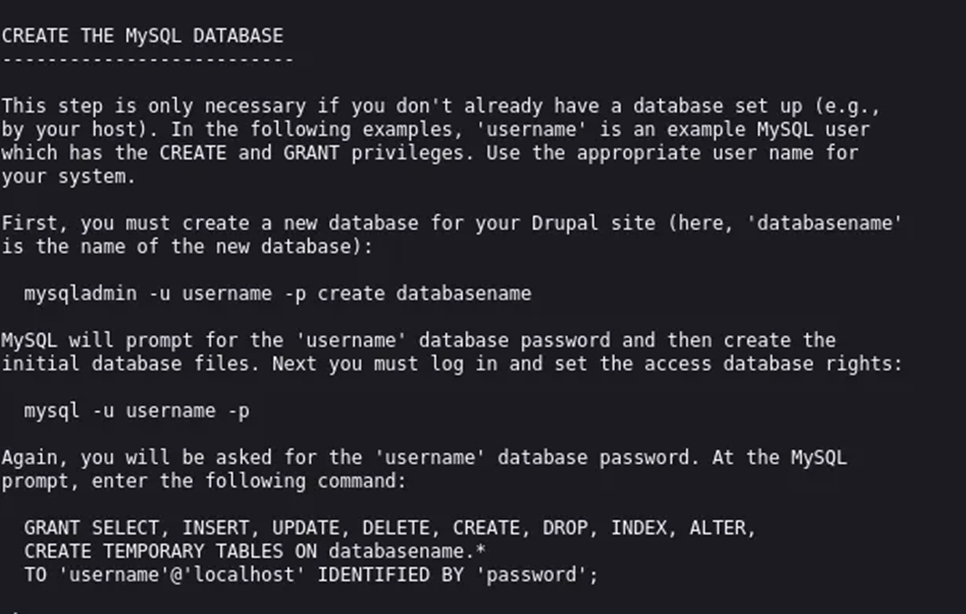 CREATE THE MySQL DATABASE
--------------------------
This step is only necessary if you don't already have a database set up (e.g.,
by your host). In the following examples, 'username' is an example MySQL user
which has the CREATE and GRANT privileges. Use the appropriate user name for
your system.
First, you must create a new database for your Drupal site (here, 'databasename'
is the name of the new database):
mysqladmin -u username -p create databasename
MySQL will prompt for the 'username' database password and then create the
initial database files. Next you must log in and set the access database rights:
mysql -u username -p
Again, you will be asked for the 'username' database password. At the MySQL
prompt, enter the following command:
GRANT SELECT, INSERT, UPDATE, DELETE, CREATE, DROP, INDEX, ALTER,
CREATE TEMPORARY TABLES ON databasename.*
TO 'username'@'localhost' IDENTIFIED BY 'password';